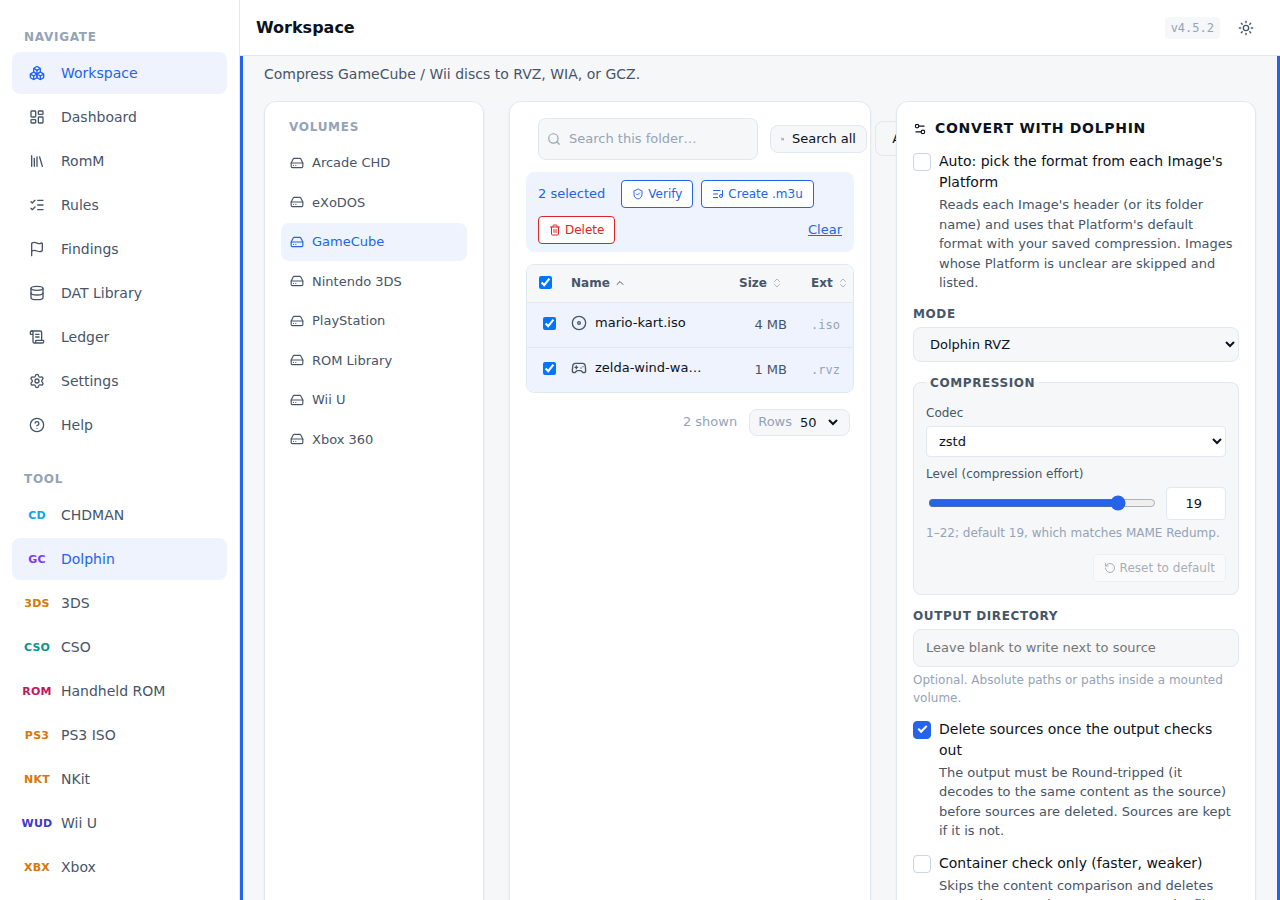 NAVIGATE
Workspace
Dashboard
RomM
Rules
Findings
DAT Library
Ledger
Settings
Help
TOOL
CD CHDMAN
GC Dolphin
3DS 3DS
CSO CSO
ROM Handheld ROM
PS3 PS3 ISO
NKT NKit
WUD Wii U
XBX Xbox
Workspace
v4.5.2
Compress GameCube / Wii discs to RVZ, WIA, or GCZ.
VOLUMES
Arcade CHD
eXoDOS
GameCube
Nintendo 3DS
PlayStation
ROM Library
Wii U
Xbox 360
Search this folder…
Search all
2 selected
Verify
Create .m3u
Delete
Clear
Name Size Ext
mario-kart.iso 4 MB .iso
zelda-wind-wa… 1 MB .rvz
2 shown Rows 50
CONVERT WITH DOLPHIN
Auto: pick the format from each Image's
Platform
Reads each Image's header (or its folder
name) and uses that Platform's default
format with your saved compression. Images
whose Platform is unclear are skipped and
listed.
MODE
Dolphin RVZ
COMPRESSION
Codec
zstd
Level (compression effort)
19
1–22; default 19, which matches MAME Redump.
Reset to default
OUTPUT DIRECTORY
Leave blank to write next to source
Optional. Absolute paths or paths inside a mounted
volume.
Delete sources once the output checks
out
The output must be Round-tripped (it
decodes to the same content as the source)
before sources are deleted. Sources are kept
if it is not.
Container check only (faster, weaker)
Skips the content comparison and deletes